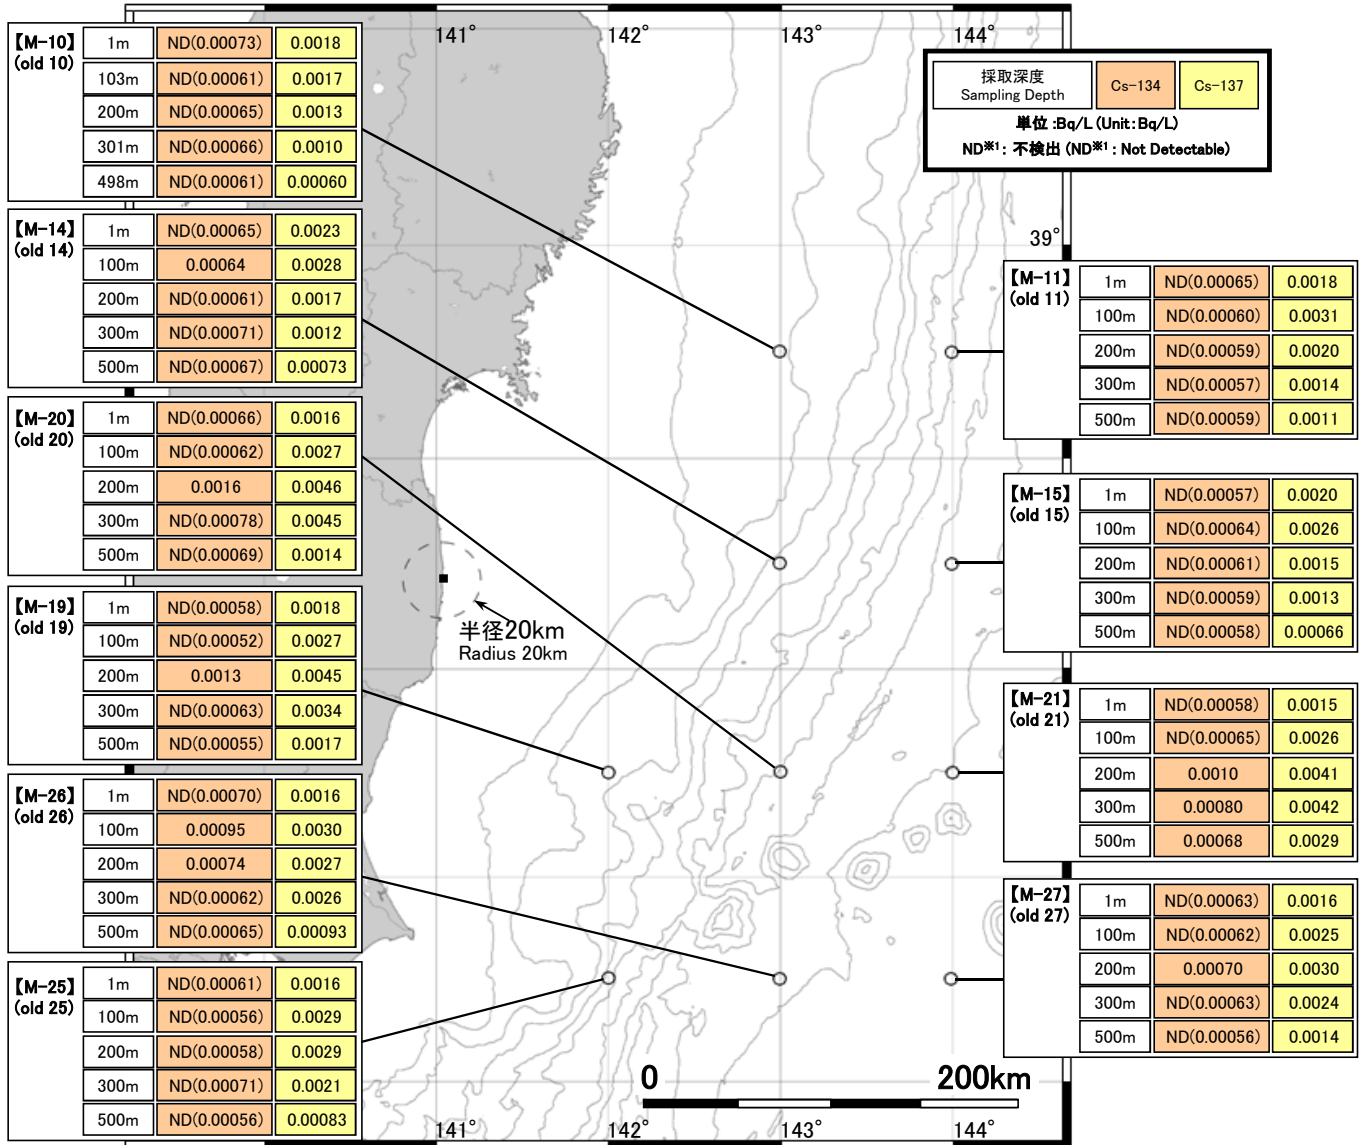 141° 142° 143° 144°
【M-10】 1m ND(0.00073) 0.0018
(old 10) 103m ND(0.00061) 0.0017
200m ND(0.00065) 0.0013
301m ND(0.00066) 0.0010
498m ND(0.00061) 0.00060
採取深度
Sampling Depth Cs-134 Cs-137
単位 :Bq/L (Unit:Bq/L)
ND※1 : 不検出 (ND※1 : Not Detectable)
【M-14】 1m ND(0.00065) 0.0023
(old 14) 100m 0.00064 0.0028
200m ND(0.00061) 0.0017
300m ND(0.00071) 0.0012
500m ND(0.00067) 0.00073
39°
【M-11】 1m ND(0.00065) 0.0018
(old 11) 100m ND(0.00060) 0.0031
200m ND(0.00059) 0.0020
300m ND(0.00057) 0.0014
500m ND(0.00059) 0.0011
【M-20】 1m ND(0.00066) 0.0016
(old 20) 100m ND(0.00062) 0.0027
200m 0.0016 0.0046
300m ND(0.00078) 0.0045
500m ND(0.00069) 0.0014
【M-15】 1m ND(0.00057) 0.0020
(old 15) 100m ND(0.00064) 0.0026
200m ND(0.00061) 0.0015
300m ND(0.00059) 0.0013
500m ND(0.00058) 0.00066
【M-19】 1m ND(0.00058) 0.0018
(old 19) 100m ND(0.00052) 0.0027
200m 0.0013 0.0045
300m ND(0.00063) 0.0034
500m ND(0.00055) 0.0017
半径20km
Radius 20km
【M-21】 1m ND(0.00058) 0.0015
(old 21) 100m ND(0.00065) 0.0026
200m 0.0010 0.0041
300m 0.00080 0.0042
500m 0.00068 0.0029
【M-26】 1m ND(0.00070) 0.0016
(old 26) 100m 0.00095 0.0030
200m 0.00074 0.0027
300m ND(0.00062) 0.0026
500m ND(0.00065) 0.00093
【M-27】 1m ND(0.00063) 0.0016
(old 27) 100m ND(0.00062) 0.0025
200m 0.00070 0.0030
300m ND(0.00063) 0.0024
500m ND(0.00056) 0.0014
【M-25】 1m ND(0.00061) 0.0016
(old 25) 100m ND(0.00056) 0.0029
200m ND(0.00058) 0.0029
300m ND(0.00071) 0.0021
500m ND(0.00056) 0.00083
0 200km
141° 142° 143° 144°